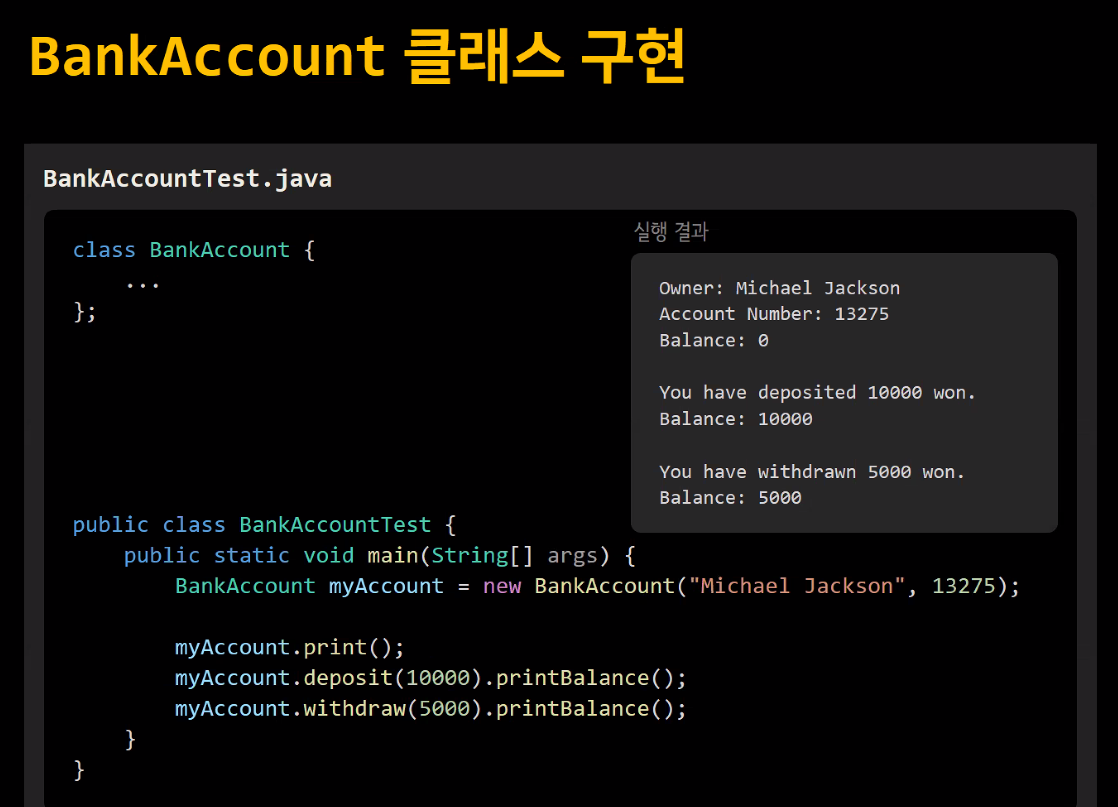 BankAccount 클래스 구현
BankAccountTest.java
class BankAccount {
    ...
};
실행 결과
Owner: Michael Jackson
Account Number: 13275
Balance: 0
You have deposited 10000 won.
Balance: 10000
You have withdrawn 5000 won.
Balance: 5000
public class BankAccountTest {
    public static void main(String[] args) {
        BankAccount myAccount = new BankAccount("Michael Jackson", 13275);
        myAccount.print();
        myAccount.deposit(10000).printBalance();
        myAccount.withdraw(5000).printBalance();
    }
}